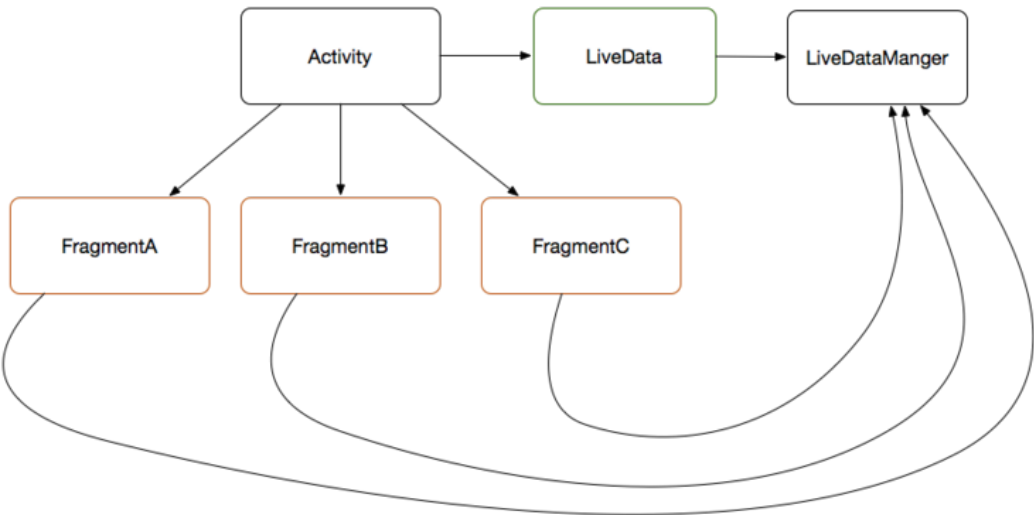 Activity
LiveData
LiveDataManger
FragmentA
FragmentB
FragmentC